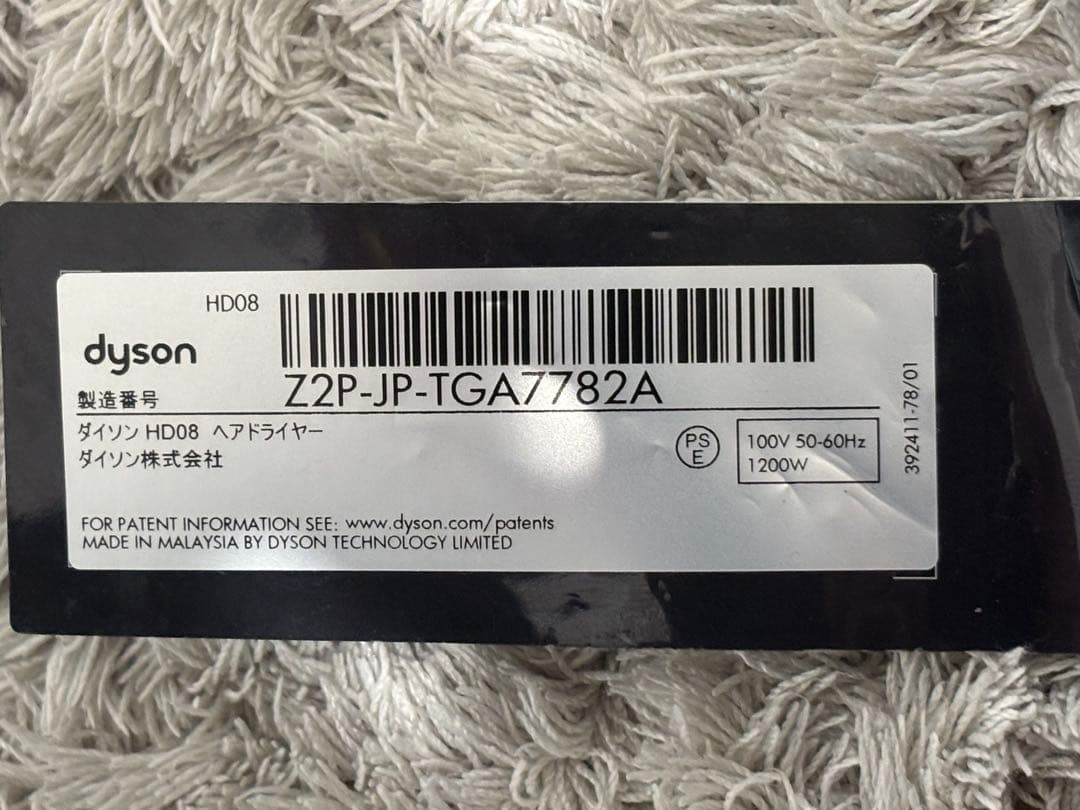 HD08
dyson
製造番号
Z2P-JP-TGA7782A
ダイソン HD08 ヘアドライヤー
ダイソン株式会社
PS
E
100V 50-60Hz
1200W
392411-78/01
FOR PATENT INFORMATION SEE: www.dyson.com/patents
MADE IN MALAYSIA BY DYSON TECHNOLOGY LIMITED